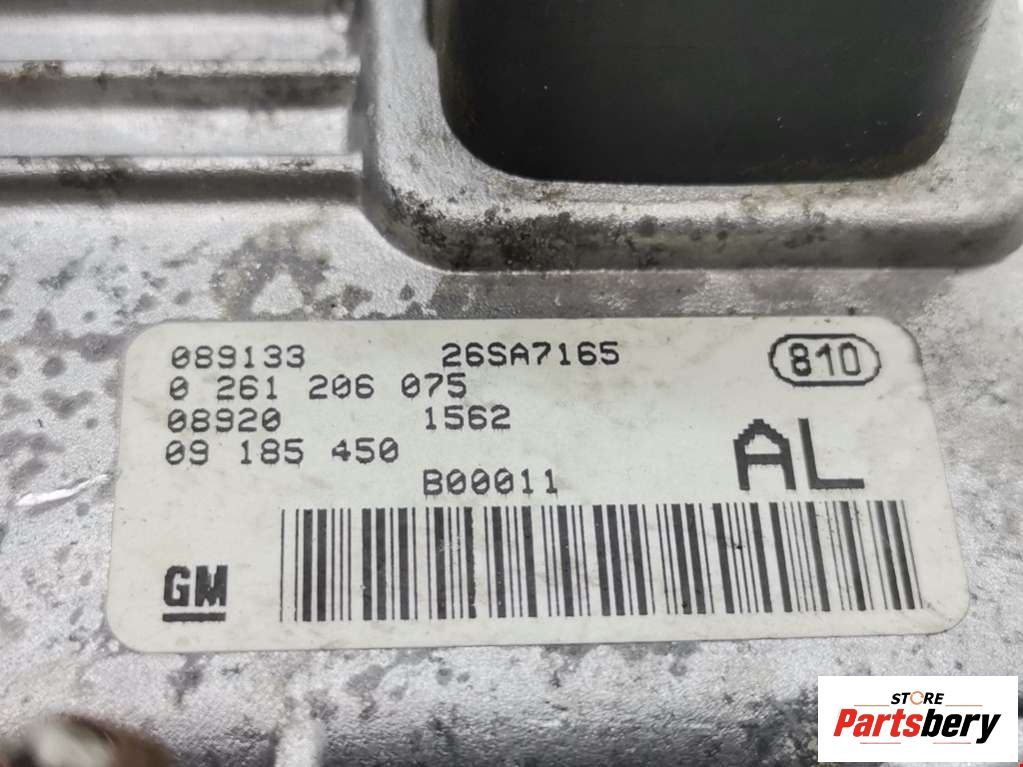 089133 26SA7165 810
0 261 206 075
08920 1562
09 185 450 AL
B00011
GM
STORE
Partsbery